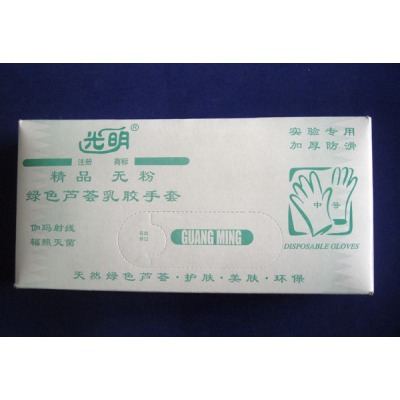 光明®
注册 商标
精品 无粉
绿色芦荟乳胶手套
伽玛射线
辐照灭菌
GUANG MING
实验专用
加厚防滑
中号
DISPOSABLE GLOVES
天然绿色芦荟·护肤·美肤·环保